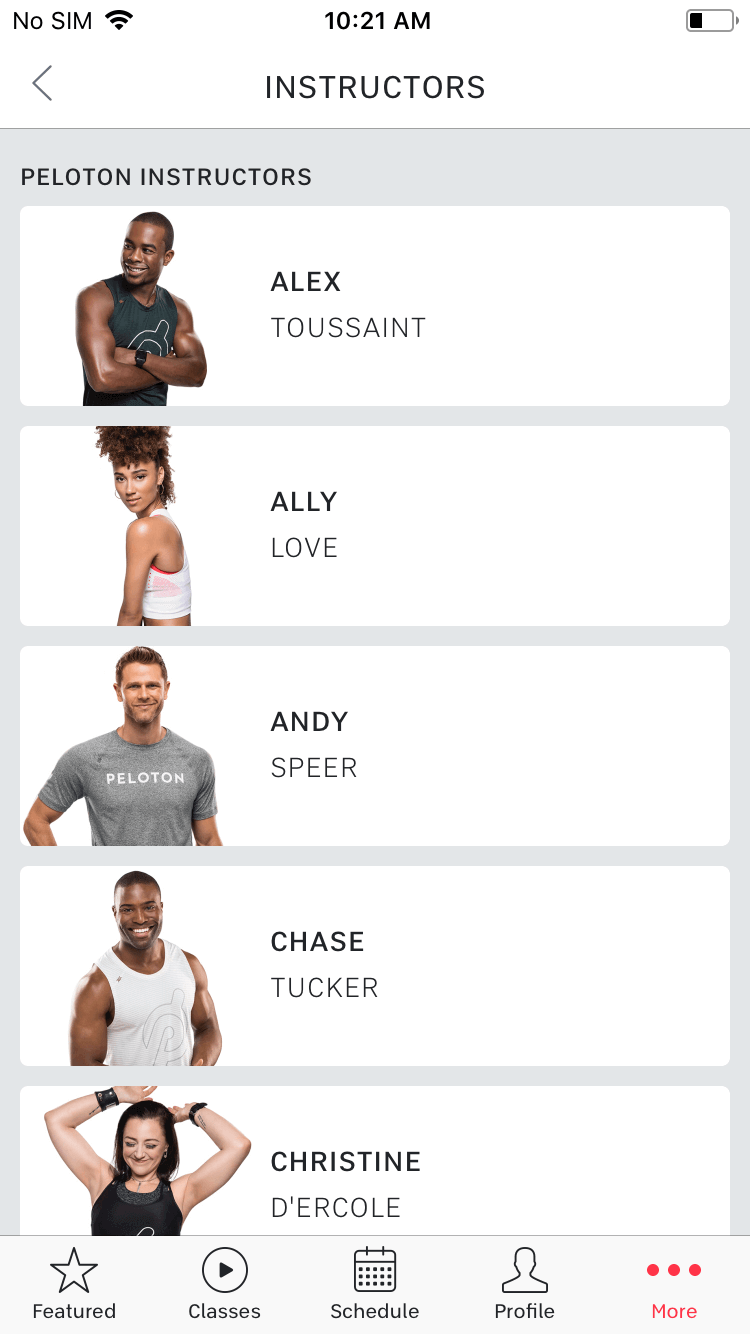 No SIM 10:21 AM
INSTRUCTORS
PELOTON INSTRUCTORS
ALEX
TOUSSAINT
ALLY
LOVE
PELOTON
ANDY
SPEER
CHASE
TUCKER
CHRISTINE
D'ERCOLE
Featured Classes Schedule Profile More